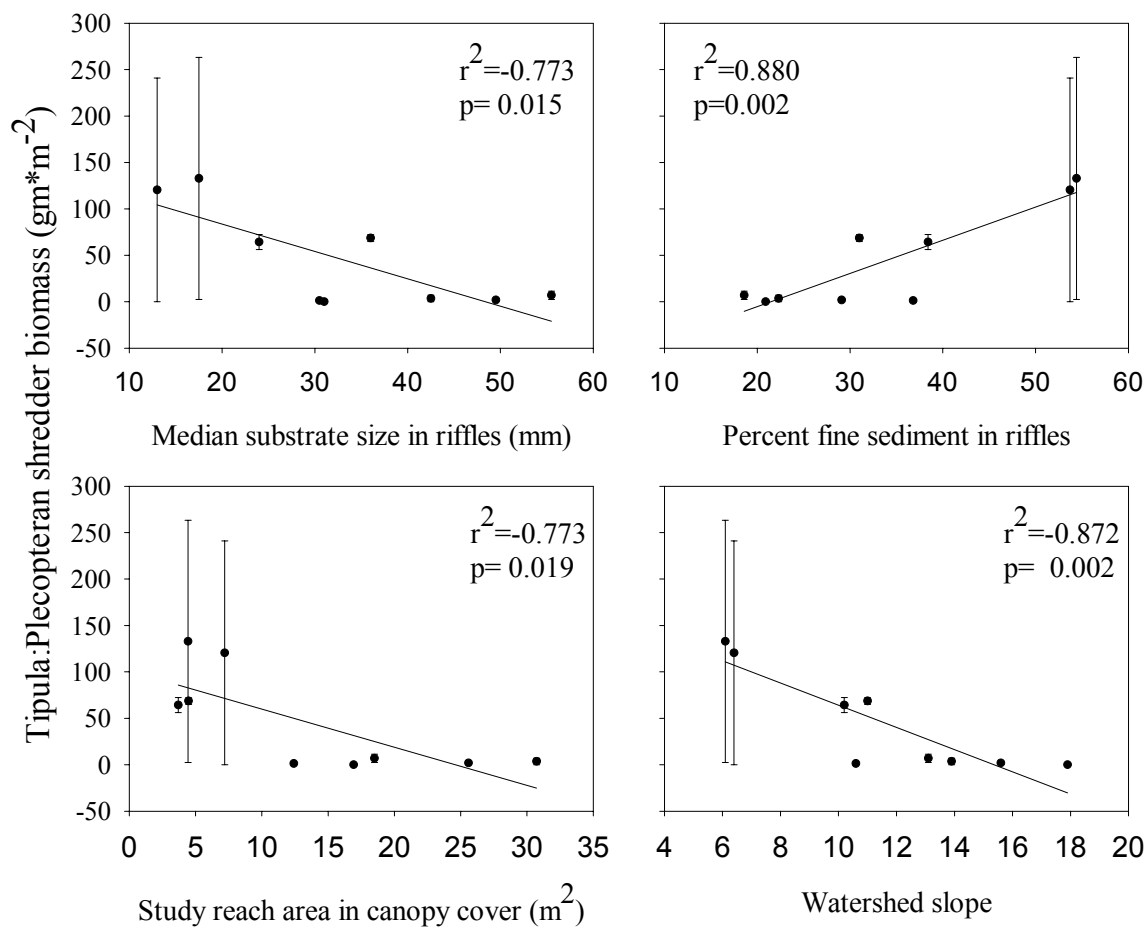 Tipula:Plecopteran shredder biomass (gm*m-2)
300
250
200
150
100
50
0
-50
r2=-0.773
p= 0.015
10 20 30 40 50 60
Median substrate size in riffles (mm)
r2=0.880
p=0.002
10 20 30 40 50 60
Percent fine sediment in riffles
300
250
200
150
100
50
0
-50
r2=-0.773
p= 0.019
0 5 10 15 20 25 30 35
Study reach area in canopy cover (m2)
r2=-0.872
p= 0.002
4 6 8 10 12 14 16 18 20
Watershed slope